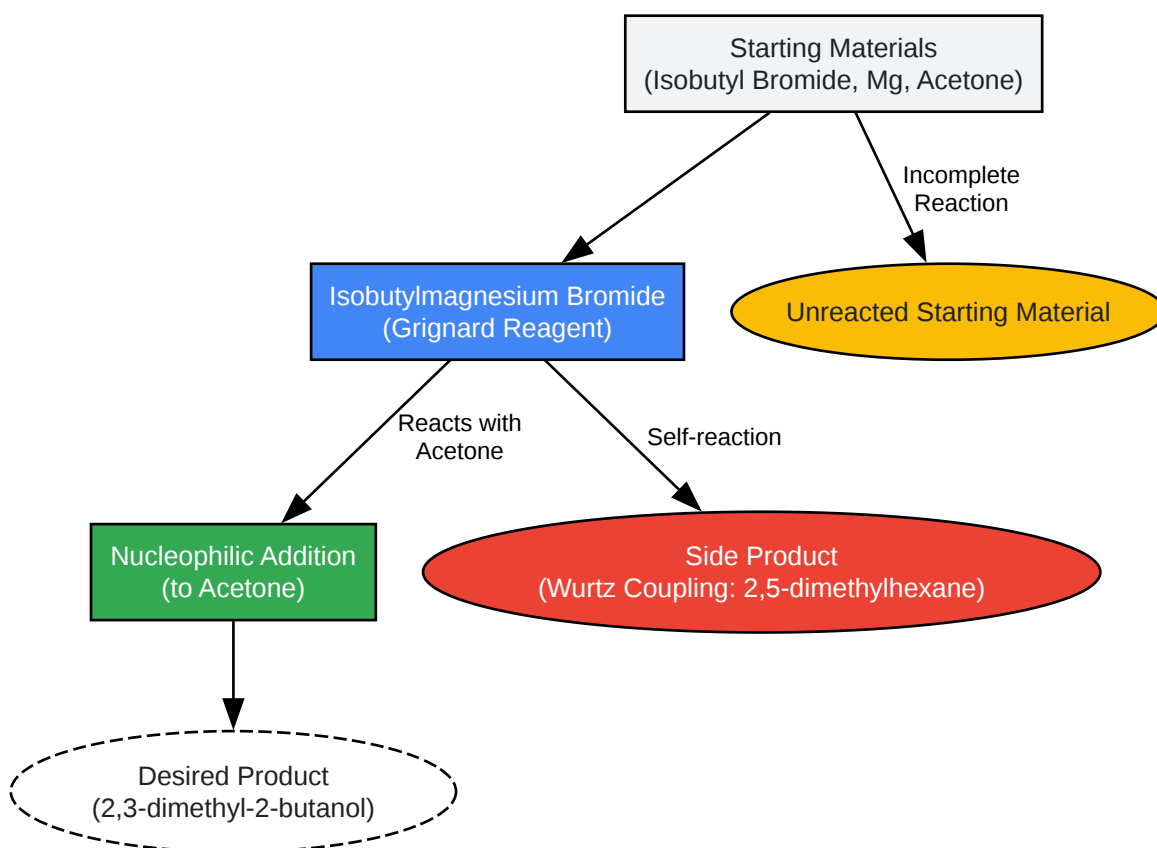 Starting Materials
(Isobutyl Bromide, Mg, Acetone)
Incomplete
Reaction
Isobutylmagnesium Bromide
(Grignard Reagent)
Unreacted Starting Material
Reacts with
Acetone
Self-reaction
Nucleophilic Addition
(to Acetone)
Side Product
(Wurtz Coupling: 2,5-dimethylhexane)
Desired Product
(2,3-dimethyl-2-butanol)